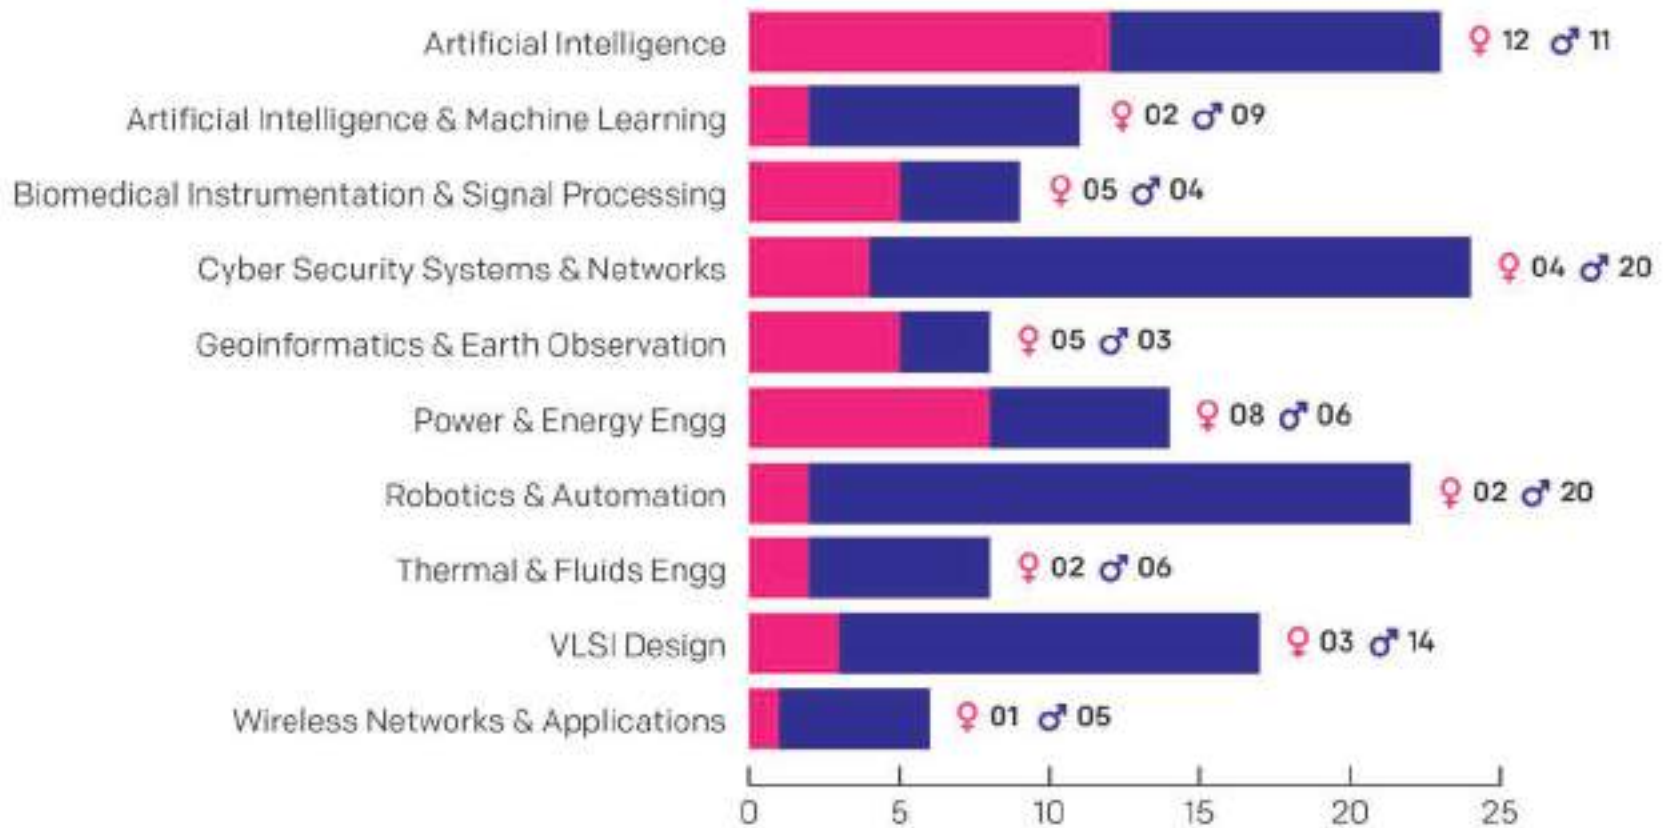 Artificial Intelligence ♀ 12 ♂ 11
Artificial Intelligence & Machine Learning ♀ 02 ♂ 09
Biomedical Instrumentation & Signal Processing ♀ 05 ♂ 04
Cyber Security Systems & Networks ♀ 04 ♂ 20
Geoinformatics & Earth Observation ♀ 05 ♂ 03
Power & Energy Engg ♀ 08 ♂ 06
Robotics & Automation ♀ 02 ♂ 20
Thermal & Fluids Engg ♀ 02 ♂ 06
VLSI Design ♀ 03 ♂ 14
Wireless Networks & Applications ♀ 01 ♂ 05
0 5 10 15 20 25